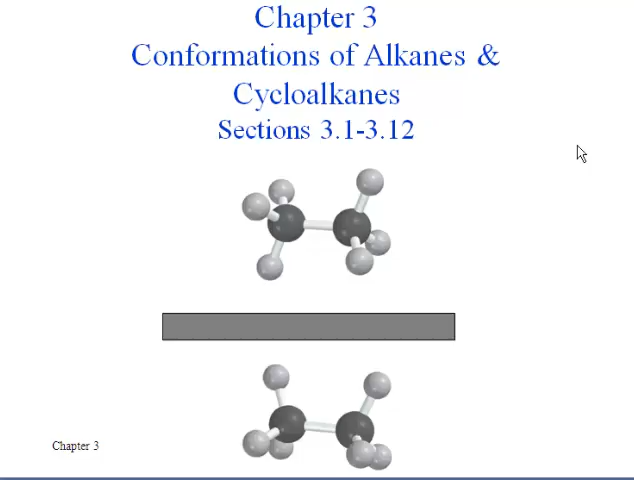 Chapter 3
Conformations of Alkanes &
Cycloalkanes
Sections 3.1-3.12
Chapter 3